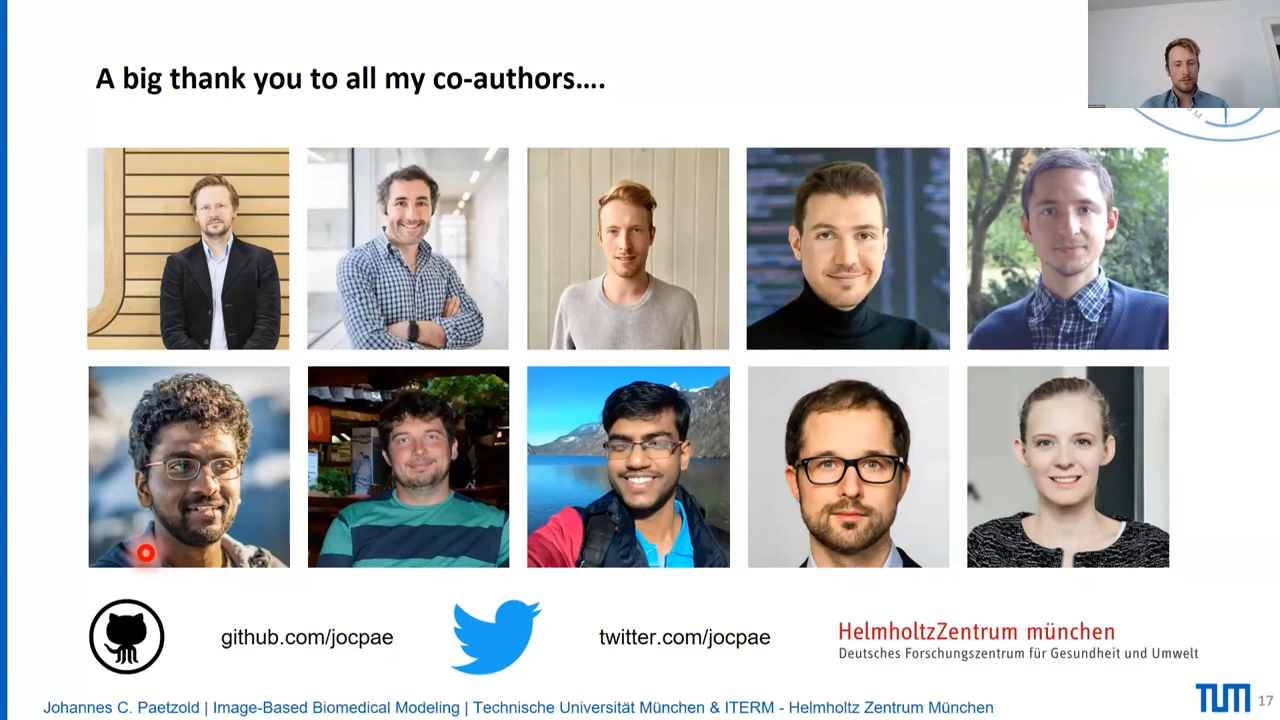 A big thank you to all my co-authors....
github.com/jocpae
twitter.com/jocpae
HelmholtzZentrum münchen
Deutsches Forschungszentrum für Gesundheit und Umwelt
Johannes C. Paetzold | Image-Based Biomedical Modeling | Technische Universität München & ITERM - Helmholtz Zentrum München
TUM
17